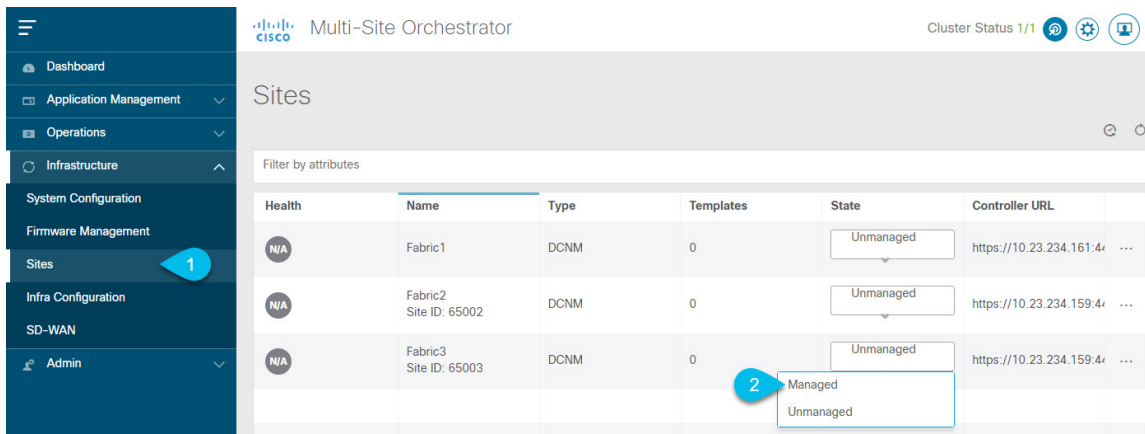 CISCO Multi-Site Orchestrator
Cluster Status 1/1
Dashboard
Application Management
Operations
Infrastructure
System Configuration
Firmware Management
Sites 1
Infra Configuration
SD-WAN
Admin
Sites
Filter by attributes
Health Name Type Templates State Controller URL
N/A Fabric1 DCNM 0 Unmanaged https://10.23.234.161:44 ...
N/A Fabric2 DCNM 0 Unmanaged https://10.23.234.159:44 ...
Site ID: 65002
N/A Fabric3 DCNM 0 Unmanaged https://10.23.234.159:44 ...
Site ID: 65003
2 Managed
Unmanaged